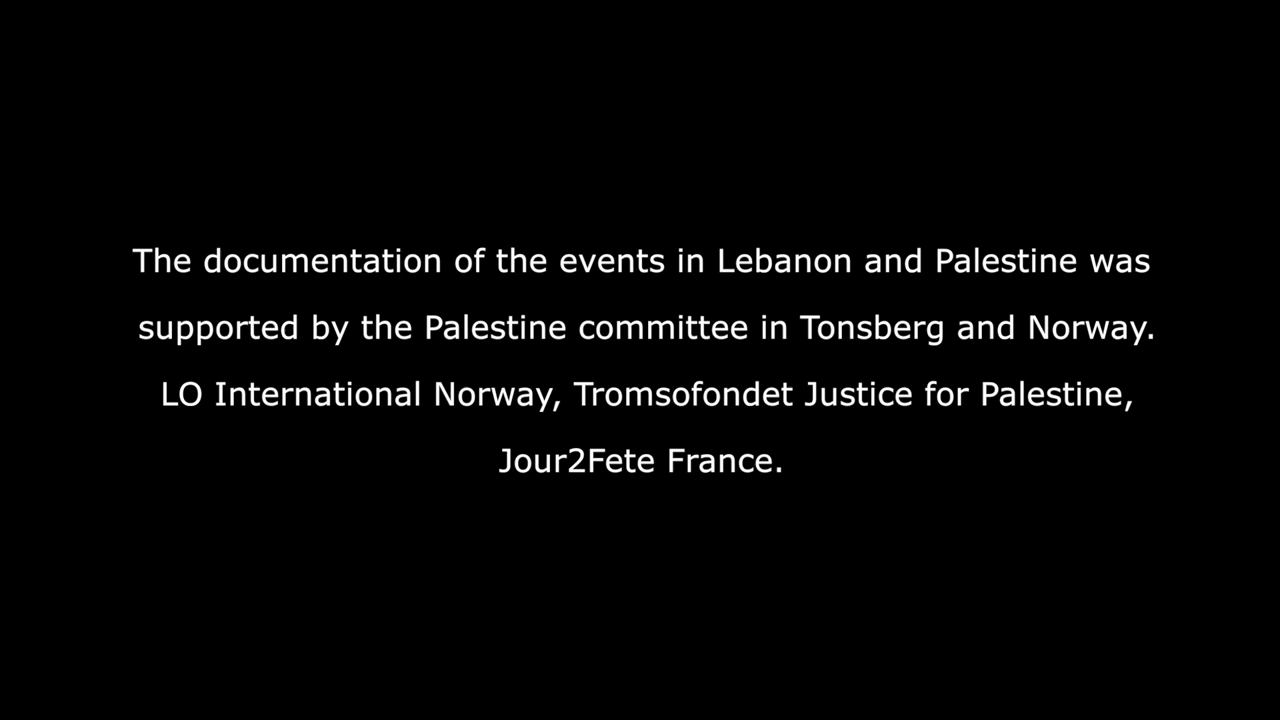 The documentation of the events in Lebanon and Palestine was
supported by the Palestine committee in Tonsberg and Norway.
LO International Norway, Tromsofondet Justice for Palestine,
Jour2Fete France.